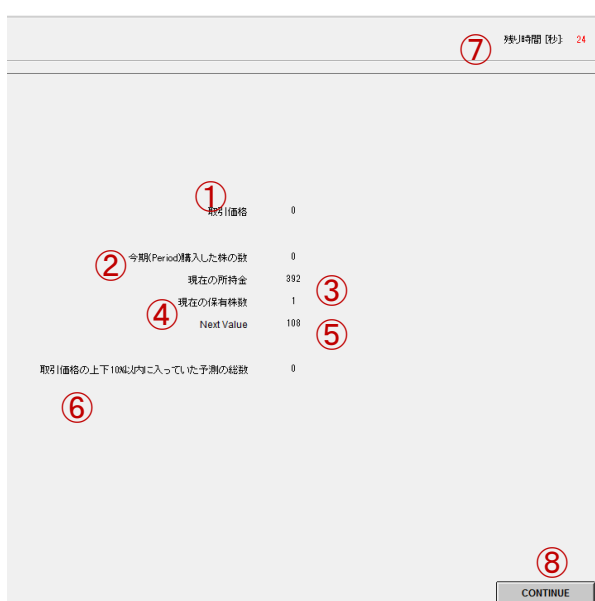 ⑦ 残り時間 [秒]: 24
①
取引価格 0
② 今期(Period)購入した株の数 0
現在の所持金 392 ③
④ 現在の保有株数 1
Next Value 108 ⑤
取引価格の上下10%以内に入っていた予測の総数 0
⑥
⑧
CONTINUE